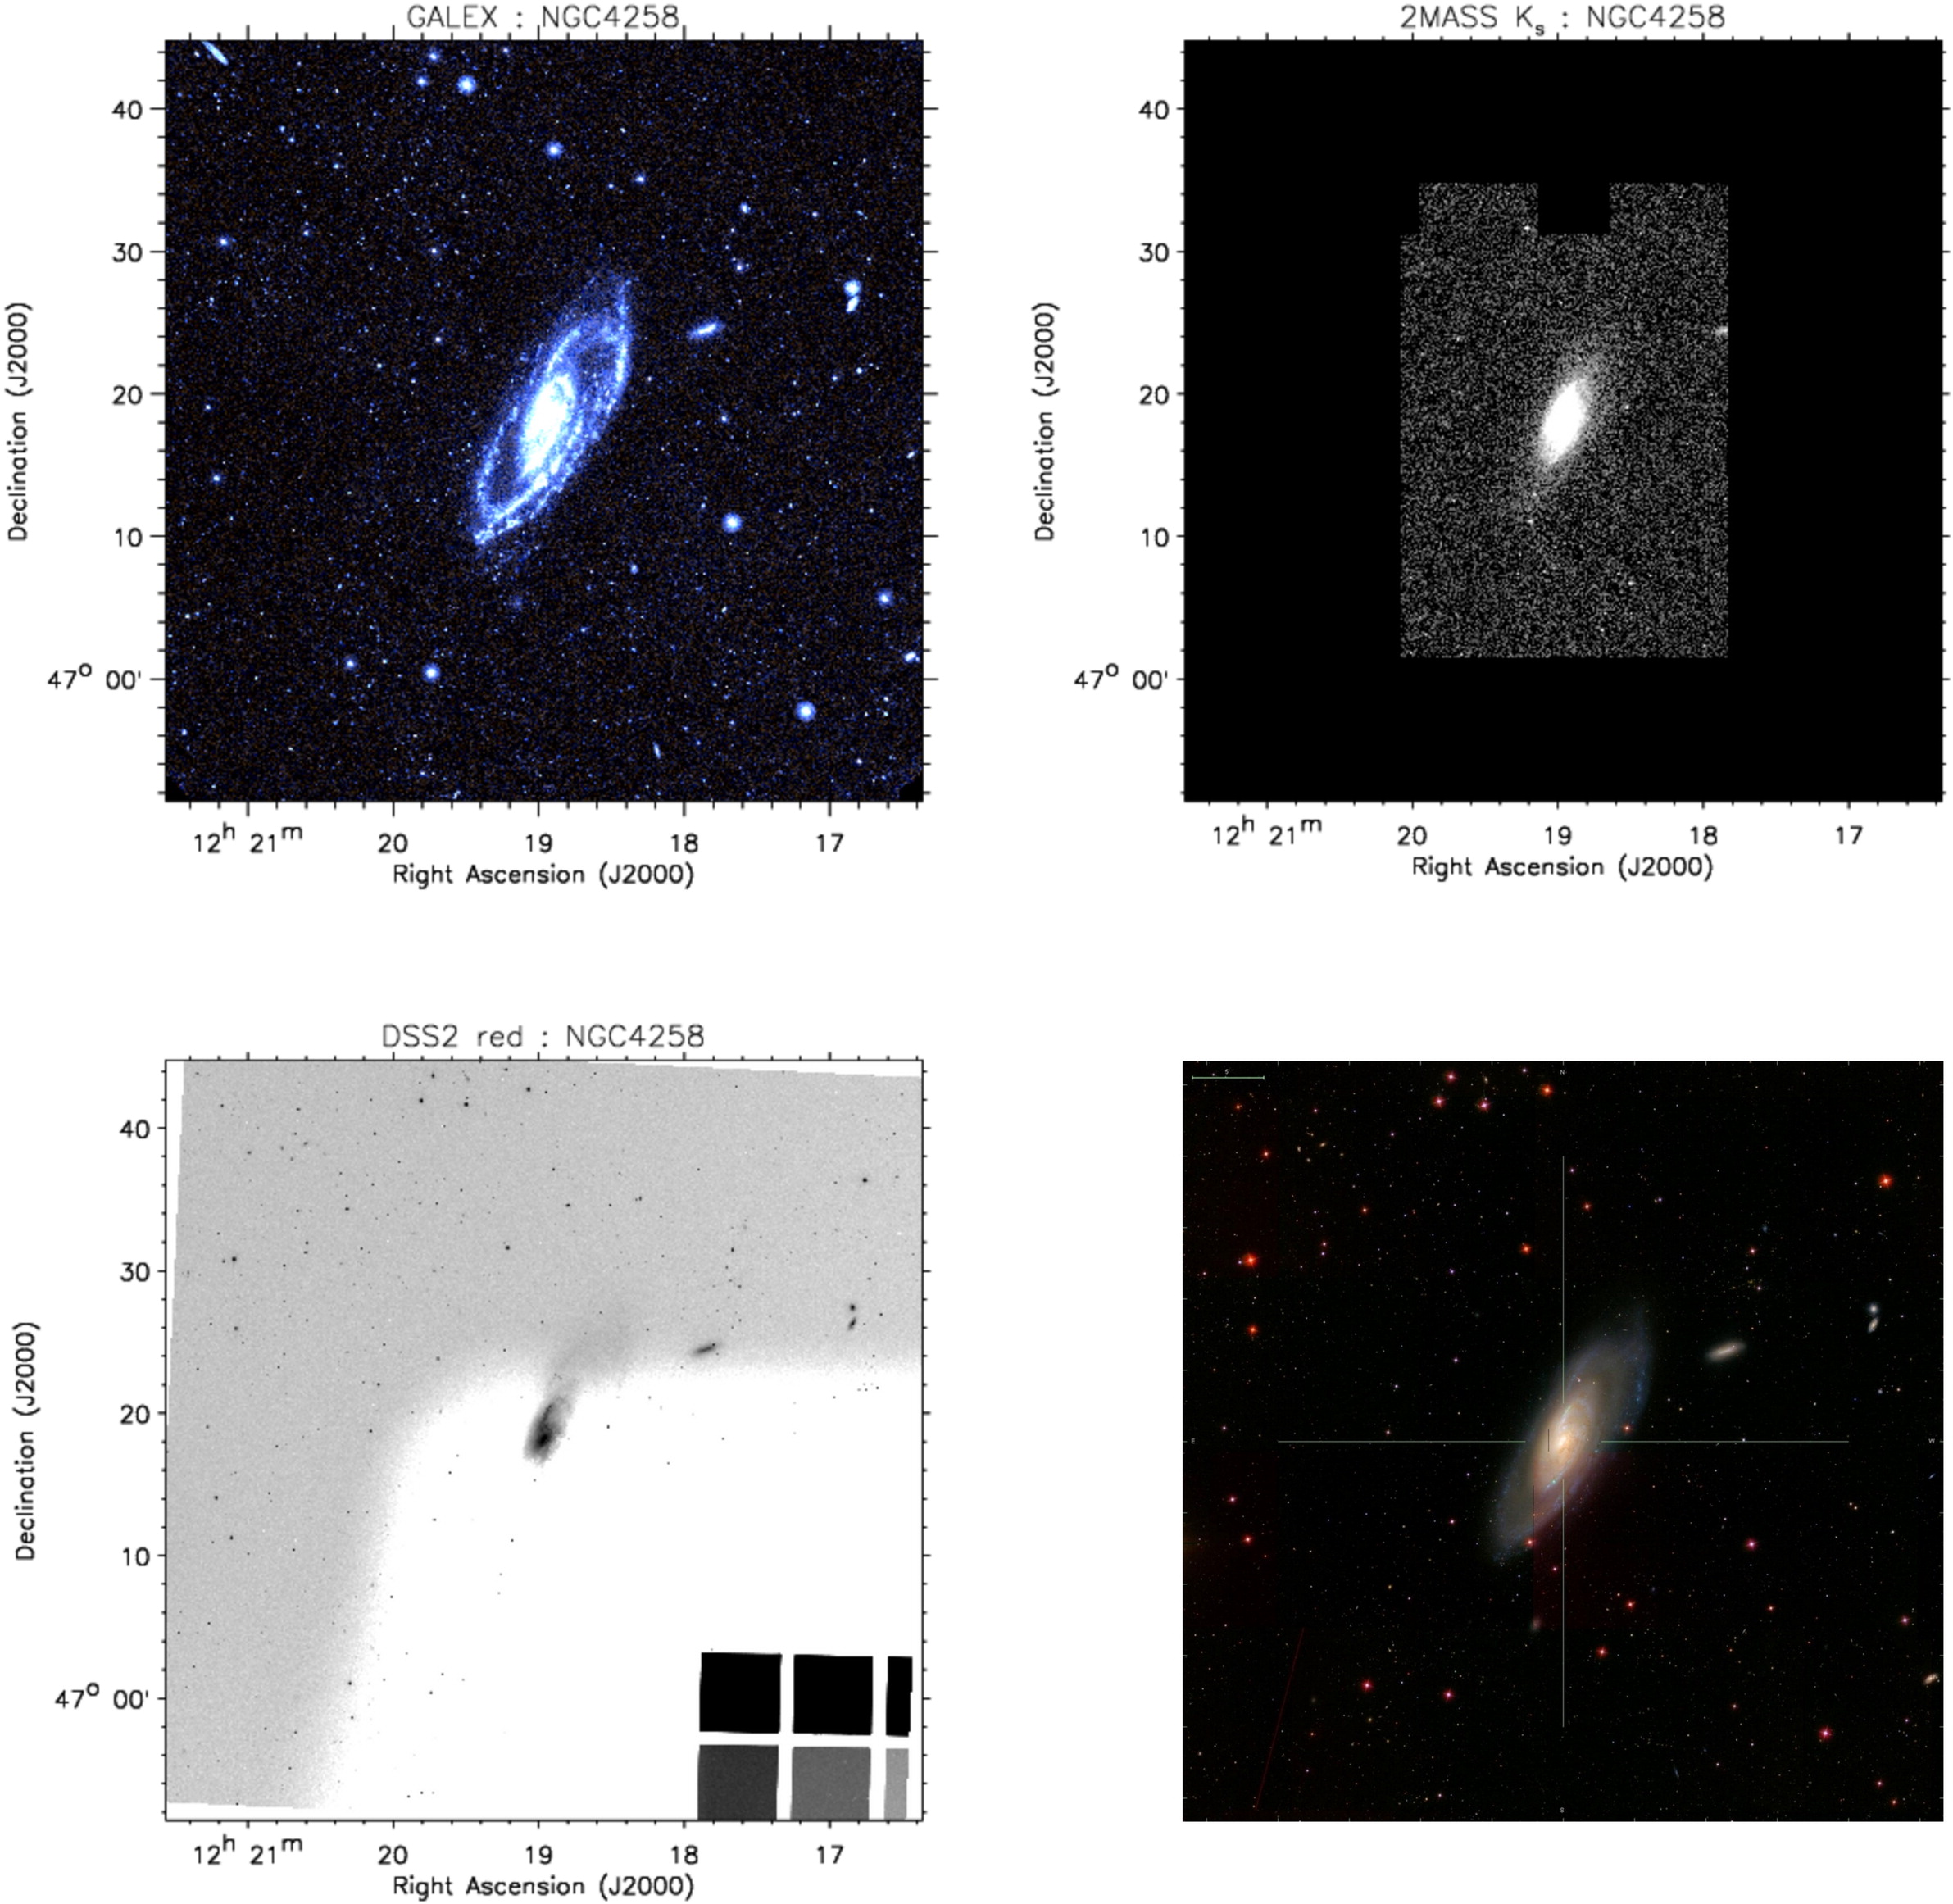 GALEX : NGC4258
40
30
20
10
47° 00'
Declination (J2000)
12h 21m 20 19 18 17
Right Ascension (J2000)
2MASS Ks : NGC4258
40
30
20
10
47° 00'
Declination (J2000)
12h 21m 20 19 18 17
Right Ascension (J2000)
DSS2 red : NGC4258
40
30
20
10
47° 00'
Declination (J2000)
12h 21m 20 19 18 17
Right Ascension (J2000)
5'
N
E
W
S